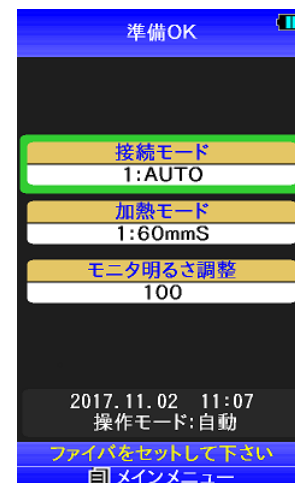 準備OK
接続モード
1:AUTO
加熱モード
1:60mmS
モニタ明るさ調整
100
2017.11.02 11:07
操作モード:自動
ファイバをセットして下さい
メインメニュー